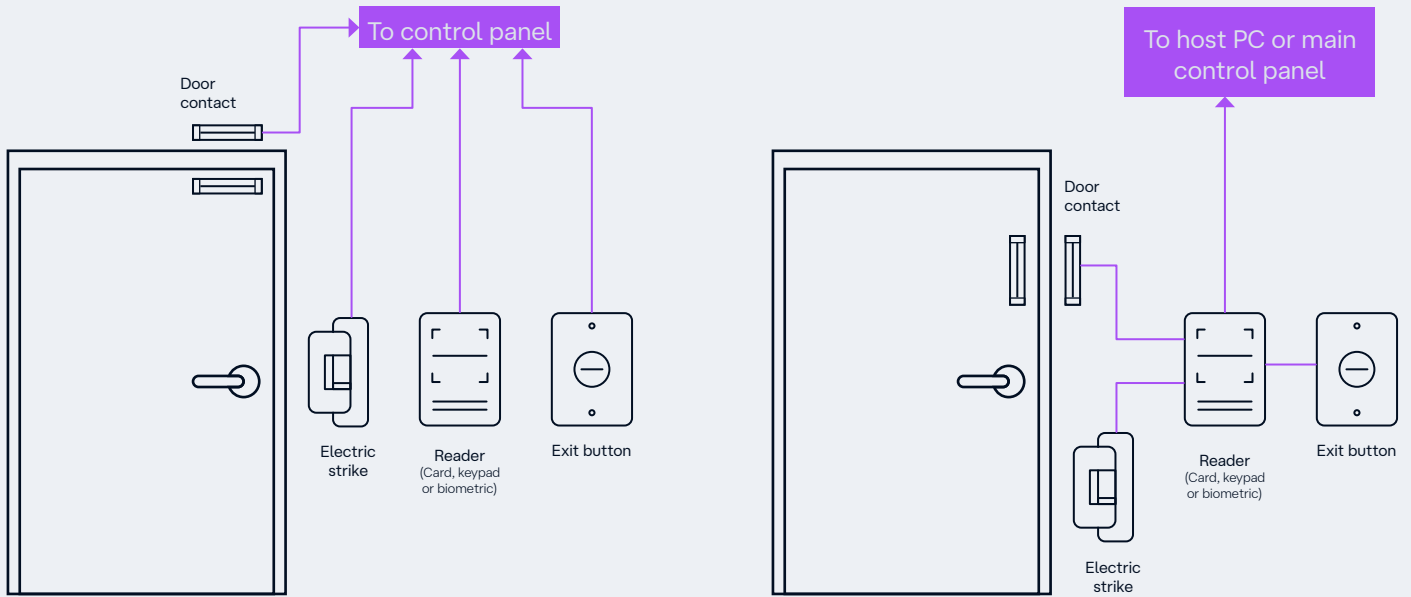 To control panel
Door
contact
Electric
strike
Reader
(Card, keypad
or biometric)
Exit button
To host PC or main
control panel
Door
contact
Reader
(Card, keypad
or biometric)
Exit button
Electric
strike